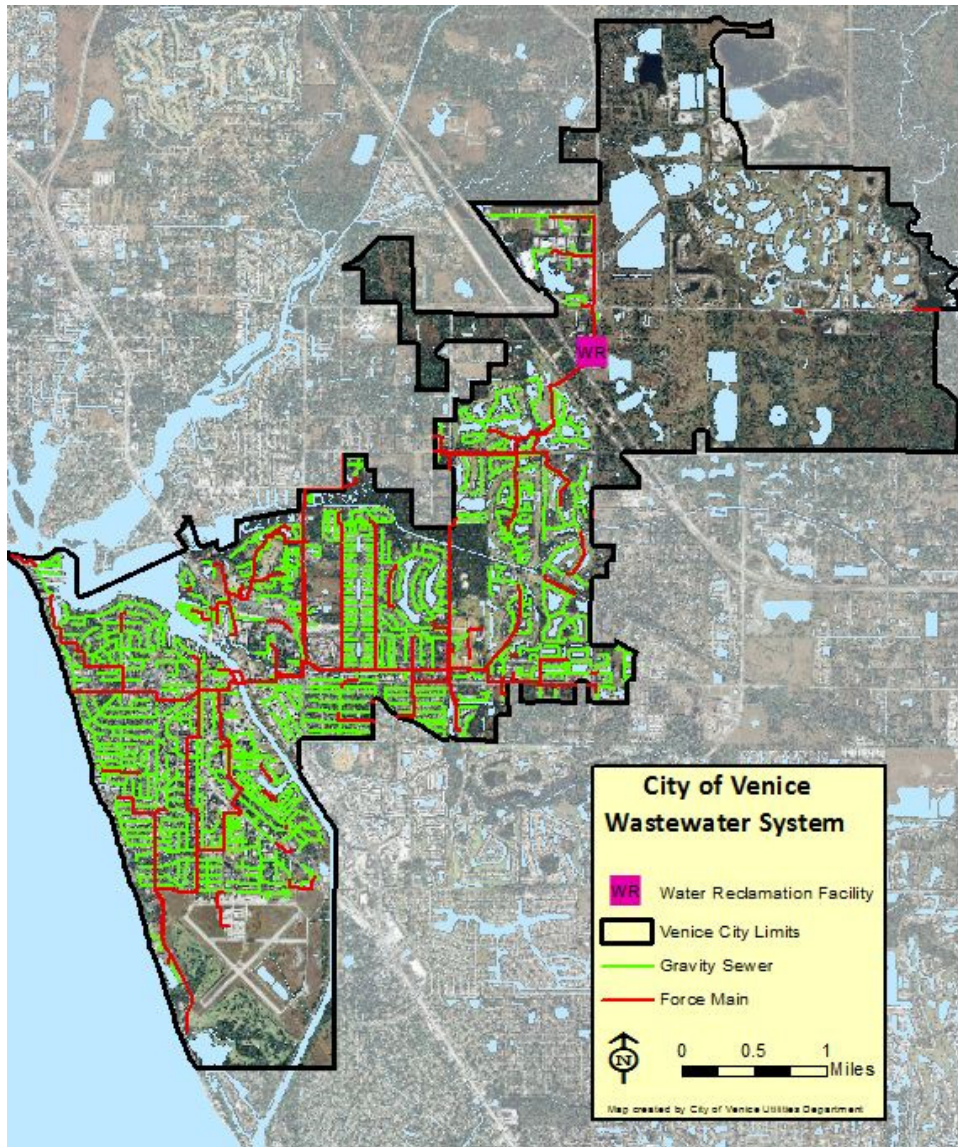 WR
City of Venice
Wastewater System
WR Water Reclamation Facility
Venice City Limits
Gravity Sewer
Force Main
N
0 0.5 1
Miles
Map created by City of Venice Utilities Department